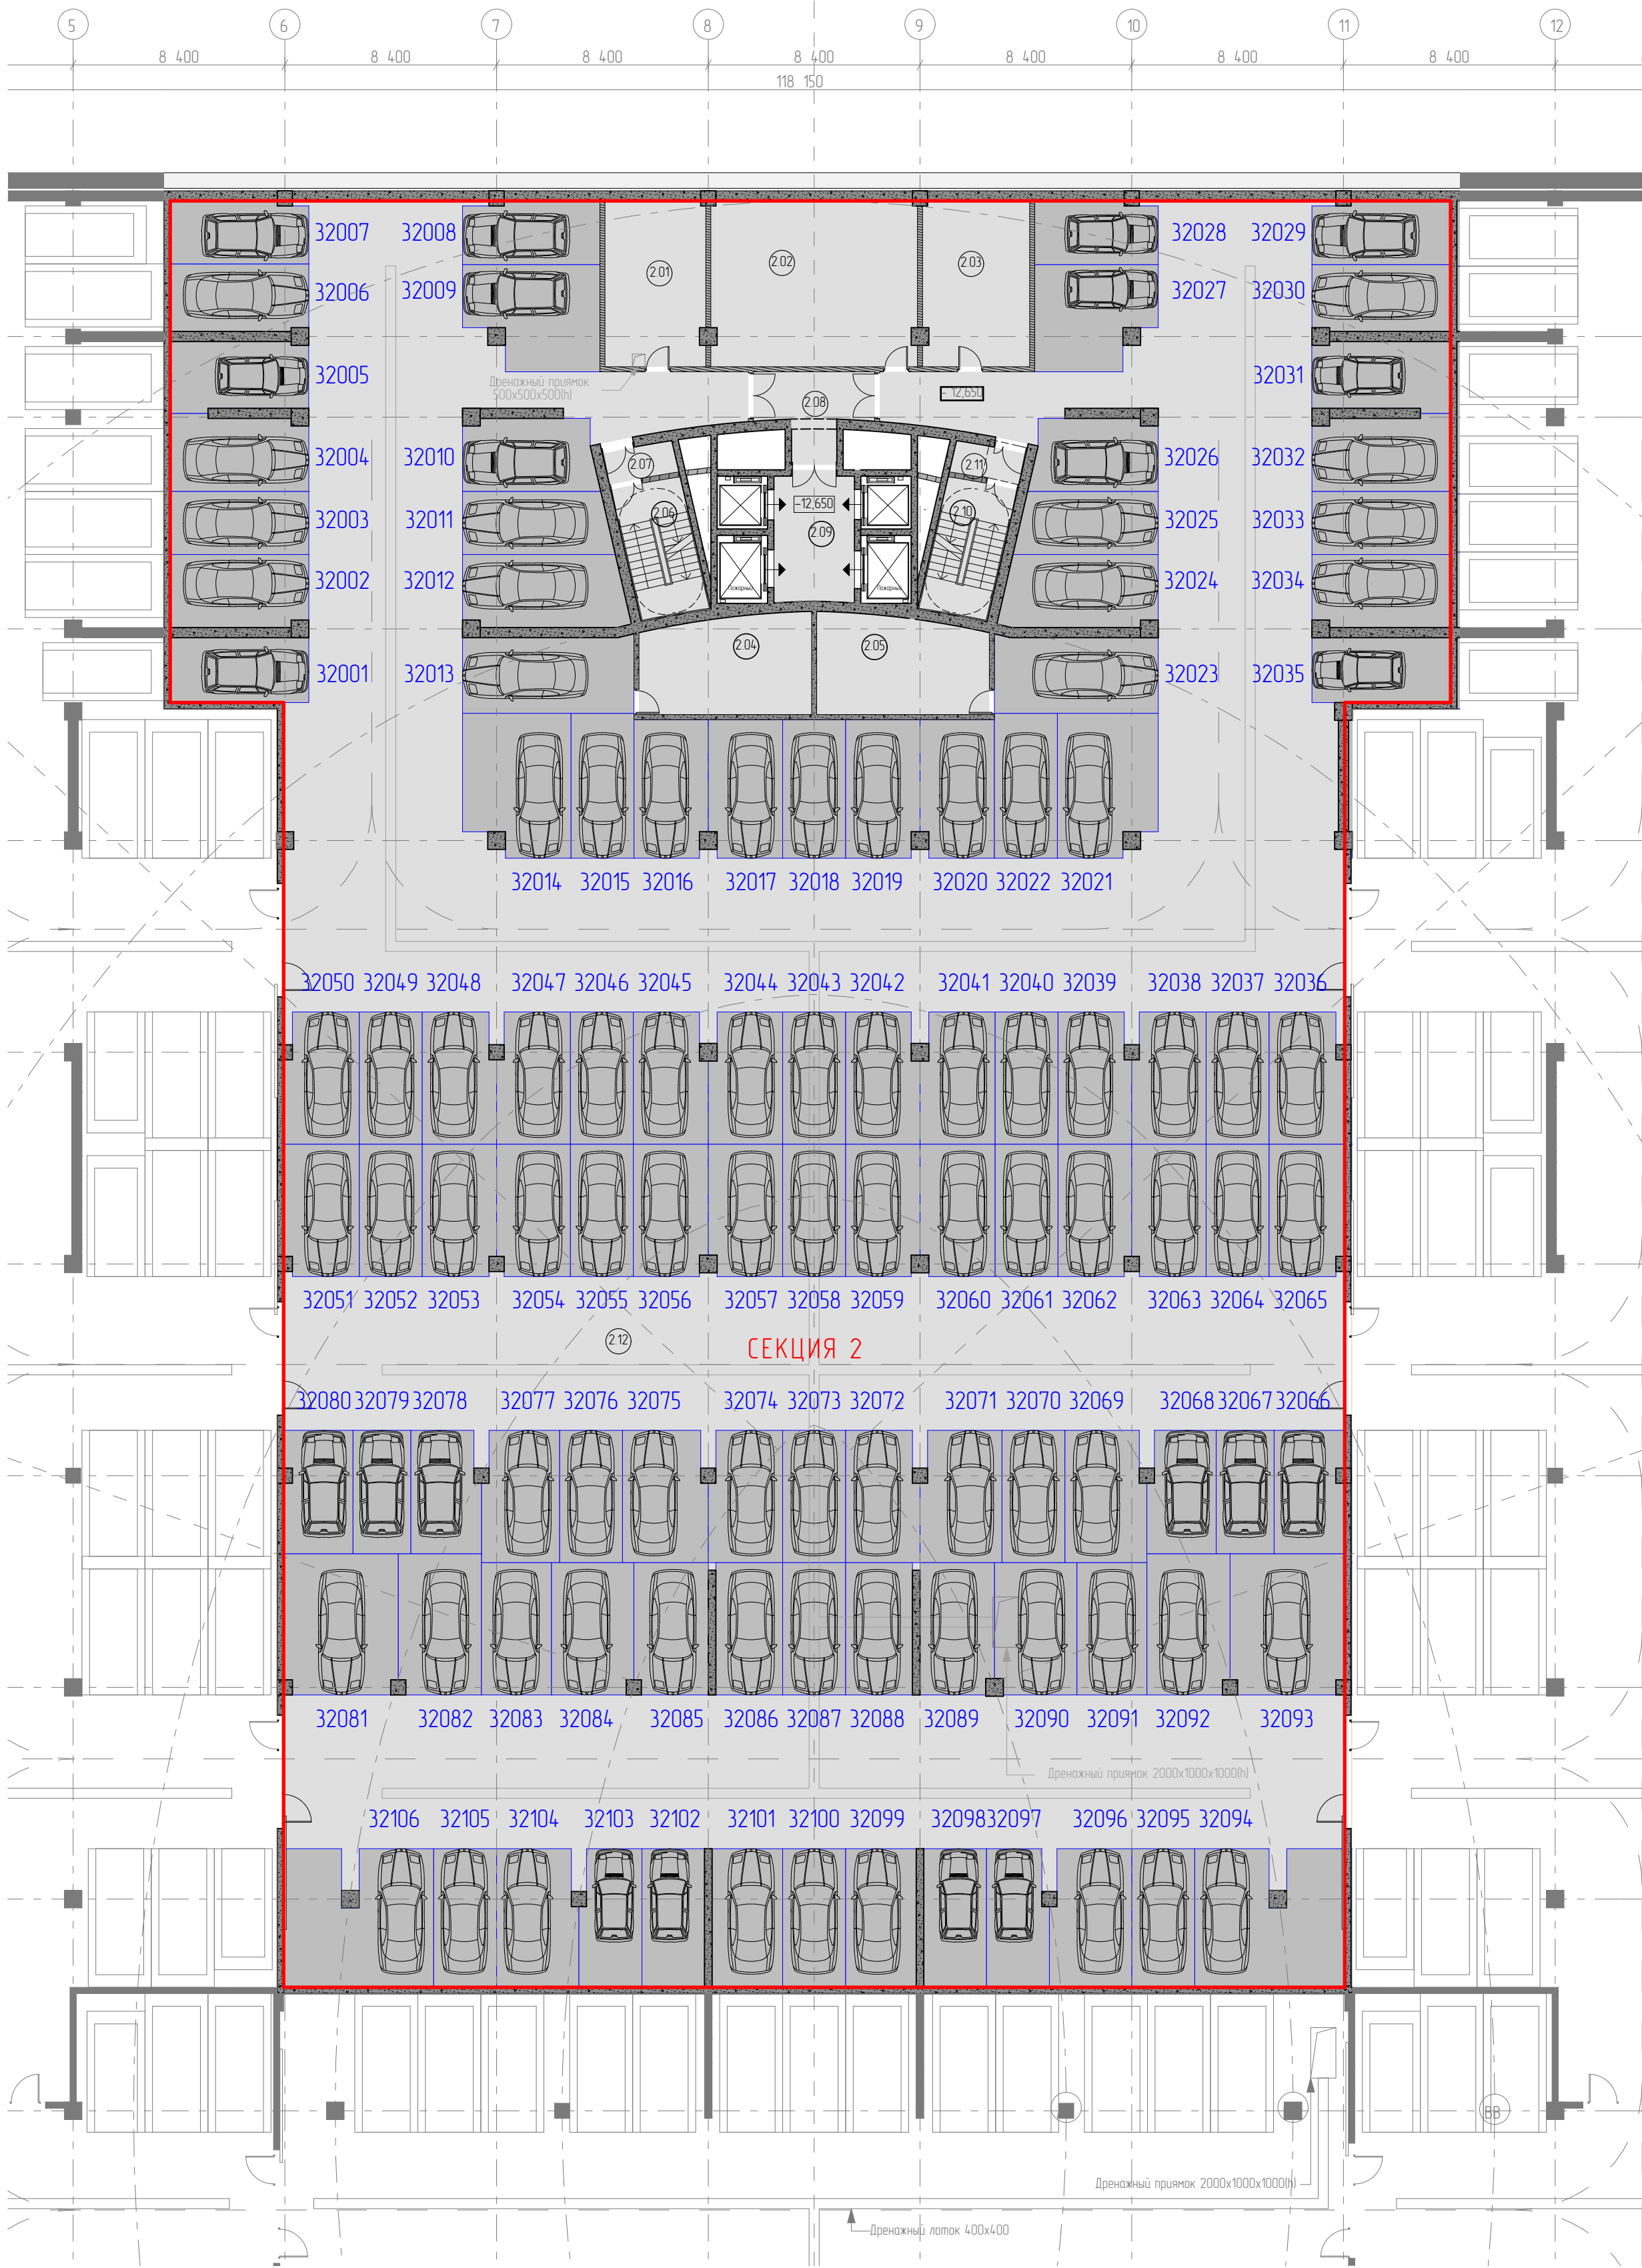 5 6 7 8 9 10 11 12
8 400 8 400 8 400 8 400 8 400 8 400 8 400
118 150
32007 32008 32028 32029
2.01 2.02 2.03
32006 32009 32027 32030
32005 32031
Дренажный приямок
500х500х500(h)
-12,650
2.08
32004 32010 2.07 2.11 32026 32032
32003 32011 2.06 -12,650 2.10 32025 32033
2.09
32002 32012 Пожарный Пожарный 32024 32034
32001 32013 2.04 2.05 32023 32035
32014 32015 32016 32017 32018 32019 32020 32022 32021
32050 32049 32048 32047 32046 32045 32044 32043 32042 32041 32040 32039 32038 32037 32036
32051 32052 32053 32054 32055 32056 32057 32058 32059 32060 32061 32062 32063 32064 32065
2.12 СЕКЦИЯ 2
32080 32079 32078 32077 32076 32075 32074 32073 32072 32071 32070 32069 32068 32067 32066
32081 32082 32083 32084 32085 32086 32087 32088 32089 32090 32091 32092 32093
Дренажный приямок 2000х1000х1000(h)
32106 32105 32104 32103 32102 32101 32100 32099 32098 32097 32096 32095 32094
ВВ
Дренажный приямок 2000х1000х1000(h)
Дренажный лоток 400х400